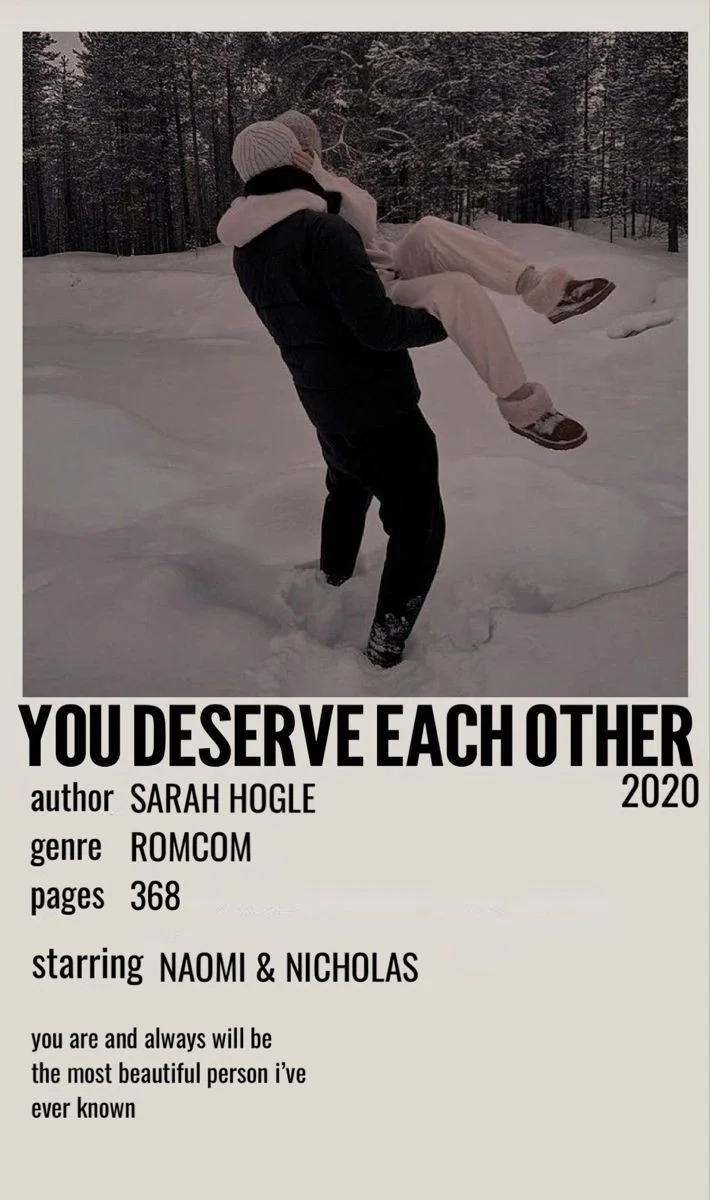 YOU DESERVE EACH OTHER
2020
author SARAH HOGLE
genre ROMCOM
pages 368
starring NAOMI & NICHOLAS
you are and always will be
the most beautiful person i've
ever known